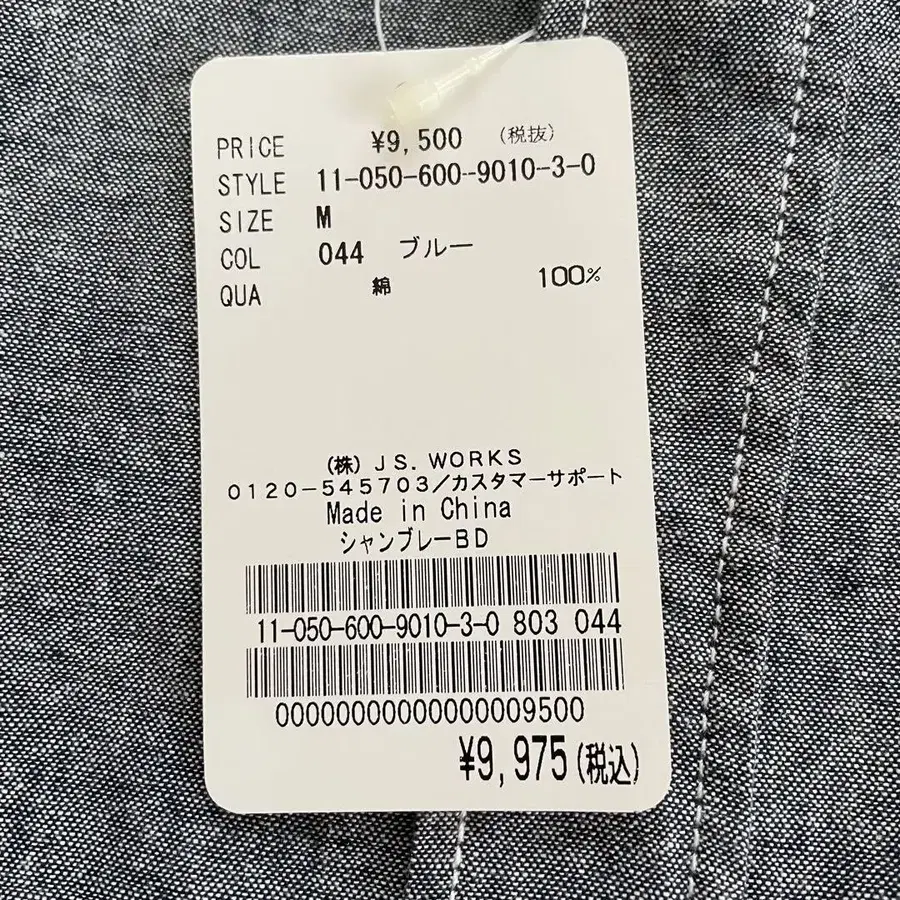 PRICE ¥9,500 (税抜)
STYLE 11-050-600-9010-3-0
SIZE M
COL 044 ブルー
QUA 綿 100%
(株) JS.WORKS
0120-545703/カスタマーサポート
Made in China
シャンブレーBD
11-050-600-9010-3-0 803 044
00000000000000009500
¥9,975(税込)